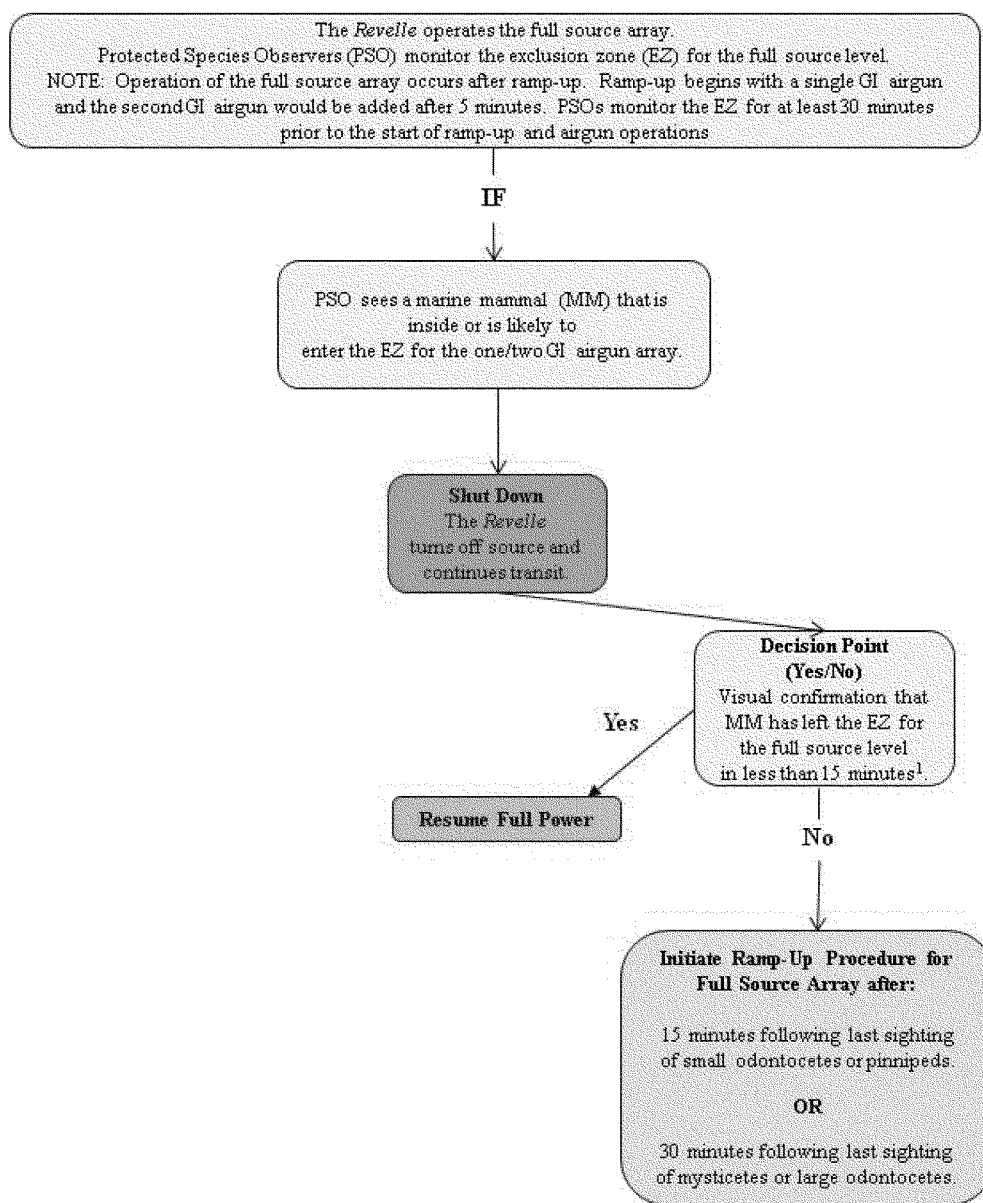 The Revelle operates the full source array.
Protected Species Observers (PSO) monitor the exclusion zone (EZ) for the full source level.
NOTE: Operation of the full source array occurs after ramp-up. Ramp-up begins with a single GI airgun
and the second GI airgun would be added after 5 minutes. PSOs monitor the EZ for at least 30 minutes
prior to the start of ramp-up and airgun operations
IF
PSO sees a marine mammal (MM) that is
inside or is likely to
enter the EZ for the one/two GI airgun array.
Shut Down
The Revelle
turns off source and
continues transit.
Decision Point
(Yes/No)
Visual confirmation that
MM has left the EZ for
the full source level
in less than 15 minutes¹.
Yes
Resume Full Power
No
Initiate Ramp-Up Procedure for
Full Source Array after:
15 minutes following last sighting
of small odontocetes or pinnipeds.
OR
30 minutes following last sighting
of mysticetes or large odontocetes.